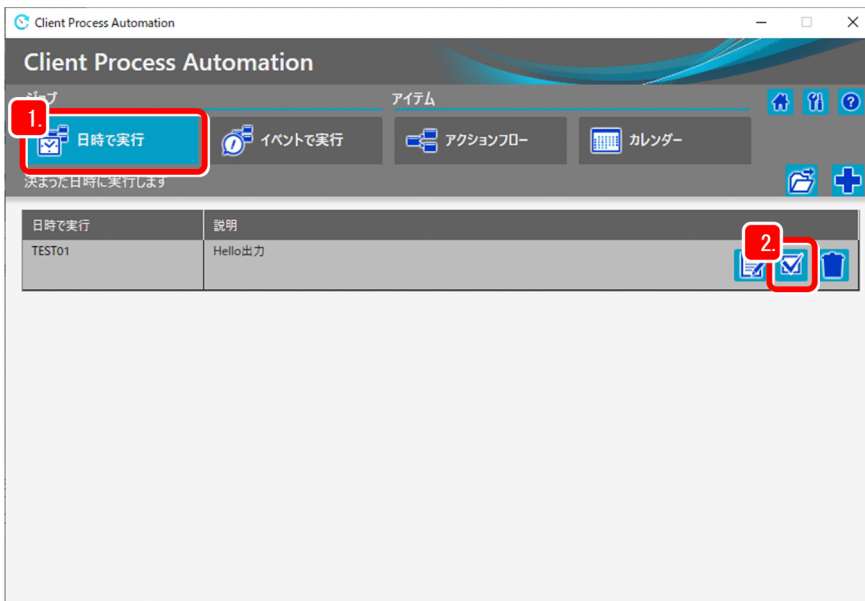 Client Process Automation
Client Process Automation
ジョブ
アイテム
1.
日時で実行
イベントで実行
アクションフロー
カレンダー
決まった日時に実行します
日時で実行
説明
TEST01
Hello出力
2.